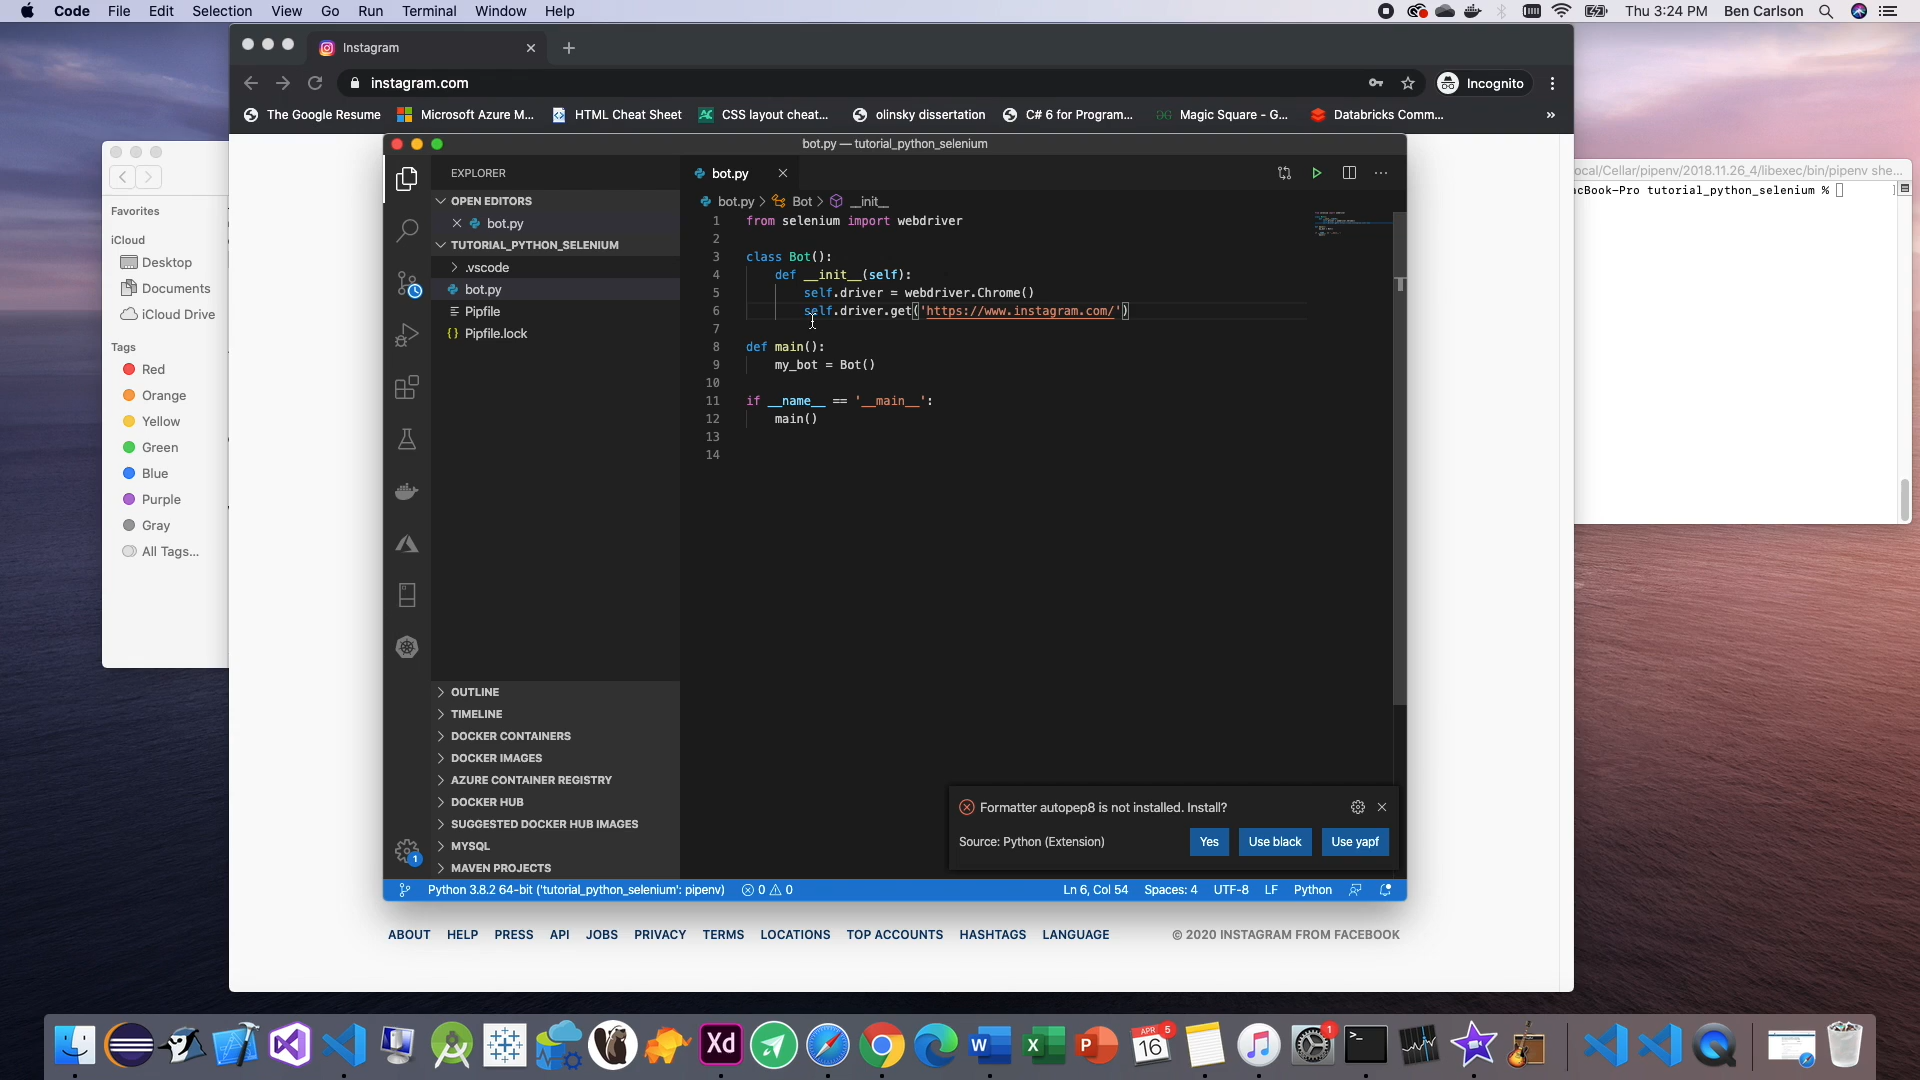 Code File Edit Selection View Go Run Terminal Window Help
Thu 3:24 PM Ben Carlson
Instagram
instagram.com
Incognito
The Google Resume Microsoft Azure M... HTML Cheat Sheet CSS layout cheat... olinsky dissertation C# 6 for Program... Magic Square - G... Databricks Comm... »
Favorites
iCloud
Desktop
Documents
iCloud Drive
Tags
Red
Orange
Yellow
Green
Blue
Purple
Gray
All Tags...
bot.py — tutorial_python_selenium
EXPLORER
OPEN EDITORS
bot.py
TUTORIAL_PYTHON_SELENIUM
.vscode
bot.py
Pipfile
Pipfile.lock
OUTLINE
TIMELINE
DOCKER CONTAINERS
DOCKER IMAGES
AZURE CONTAINER REGISTRY
DOCKER HUB
SUGGESTED DOCKER HUB IMAGES
MYSQL
MAVEN PROJECTS
1
bot.py
bot.py > Bot > __init__
1 from selenium import webdriver
2
3 class Bot():
4 def __init__(self):
5 self.driver = webdriver.Chrome()
6 self.driver.get('https://www.instagram.com/')
7
8 def main():
9 my_bot = Bot()
10
11 if __name__ == '__main__':
12 main()
13
14
Formatter autopep8 is not installed. Install?
Source: Python (Extension) Yes Use black Use yapf
Python 3.8.2 64-bit ('tutorial_python_selenium': pipenv) 0 0 Ln 6, Col 54 Spaces: 4 UTF-8 LF Python
ocal/Cellar/pipenv/2018.11.26_4/libexec/bin/pipenv she...
acBook-Pro tutorial_python_selenium % ]
ABOUT HELP PRESS API JOBS PRIVACY TERMS LOCATIONS TOP ACCOUNTS HASHTAGS LANGUAGE © 2020 INSTAGRAM FROM FACEBOOK
Xd
W
X
P
APR 5
16
1
>_